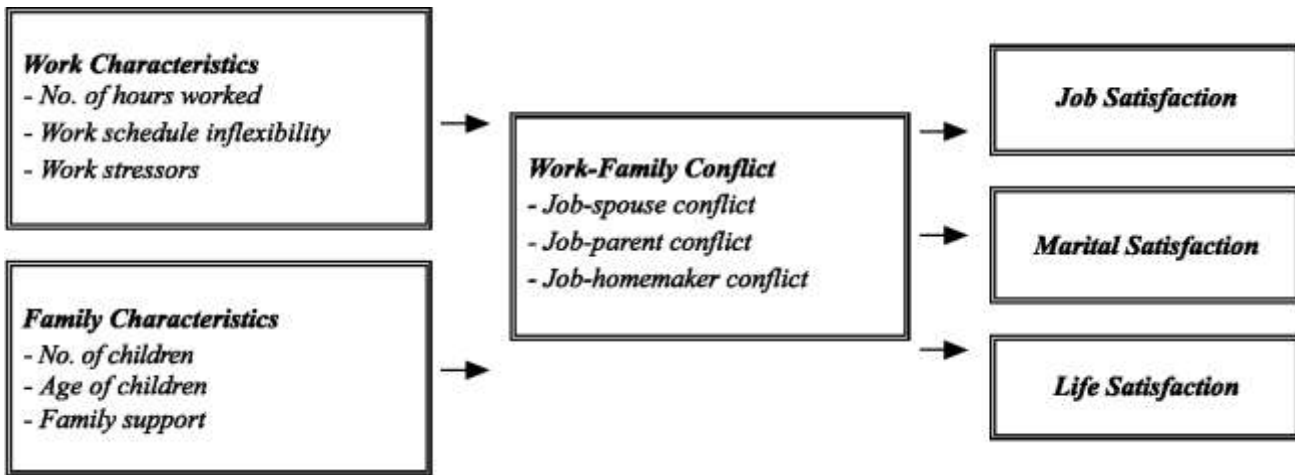 Work Characteristics
- No. of hours worked
- Work schedule inflexibility
- Work stressors
Family Characteristics
- No. of children
- Age of children
- Family support
Work-Family Conflict
- Job-spouse conflict
- Job-parent conflict
- Job-homemaker conflict
Job Satisfaction
Marital Satisfaction
Life Satisfaction